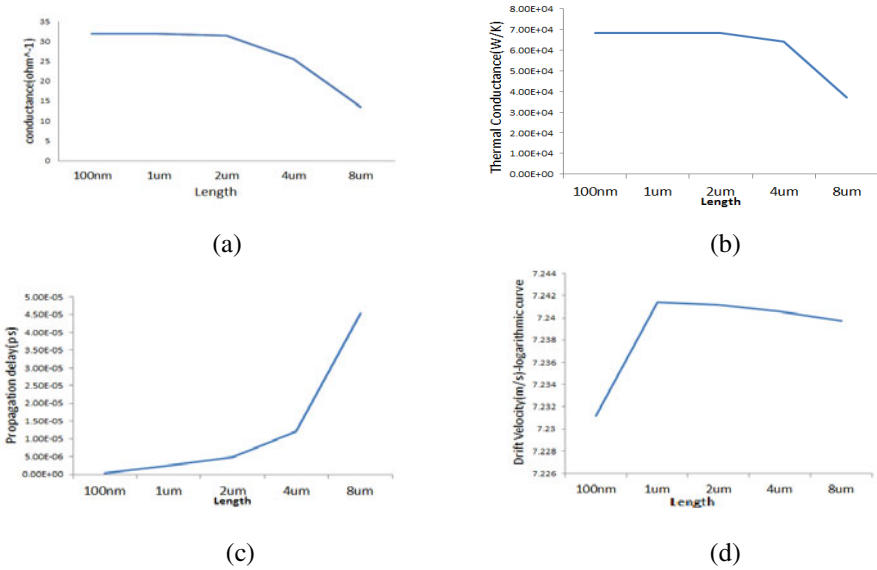 35
30
25
20
15
10
5
0
conductance(ohm^-1)
100nm 1um 2um 4um 8um
Length
(a)
8.00E+04
7.00E+04
6.00E+04
5.00E+04
4.00E+04
3.00E+04
2.00E+04
1.00E+04
0.00E+00
Thermal Conductance(W/K)
100nm 1um 2um 4um 8um
Length
(b)
5.00E-05
4.50E-05
4.00E-05
3.50E-05
3.00E-05
2.50E-05
2.00E-05
1.50E-05
1.00E-05
5.00E-06
0.00E+00
Propagation delay(ps)
100nm 1um 2um 4um 8um
Length
(c)
7.244
7.242
7.24
7.238
7.236
7.234
7.232
7.23
7.228
7.226
Drift Velocity(m/s)-logarithmic curve
100nm 1um 2um 4um 8um
Length
(d)